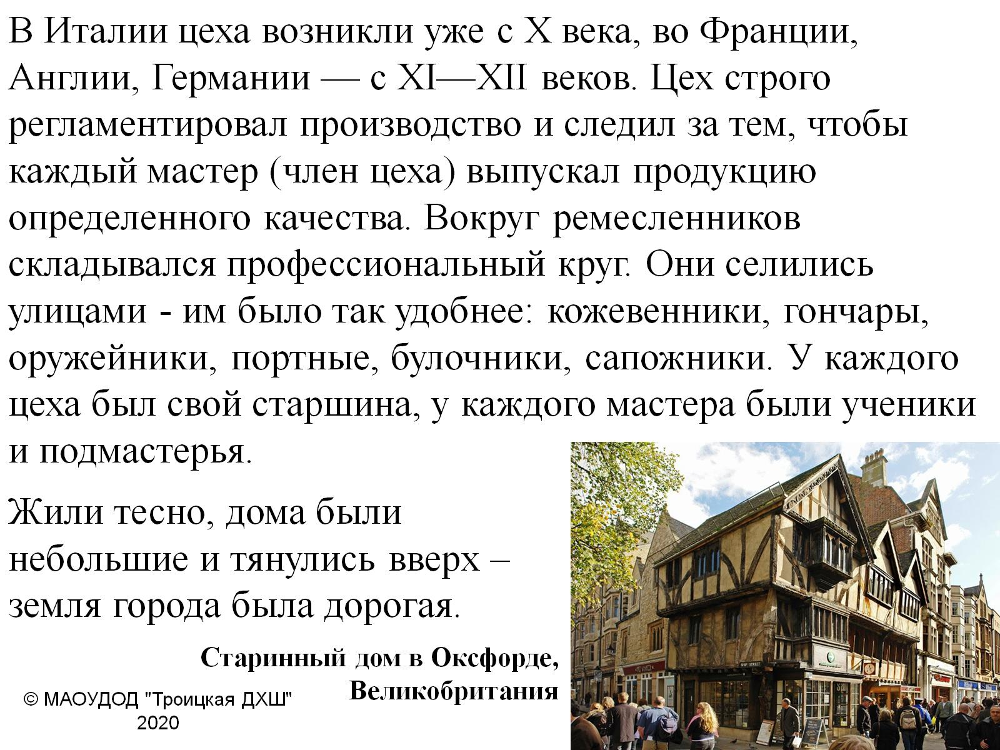 В Италии цеха возникли уже с X века, во Франции,
Англии, Германии — с XI—XII веков. Цех строго
регламентировал производство и следил за тем, чтобы
каждый мастер (член цеха) выпускал продукцию
определенного качества. Вокруг ремесленников
складывался профессиональный круг. Они селились
улицами - им было так удобнее: кожевенники, гончары,
оружейники, портные, булочники, сапожники. У каждого
цеха был свой старшина, у каждого мастера были ученики
и подмастерья.
Жили тесно, дома были
небольшие и тянулись вверх –
земля города была дорогая.
Старинный дом в Оксфорде,
Великобритания
© МАОУДОД "Троицкая ДХШ"
2020
SHIP STREET